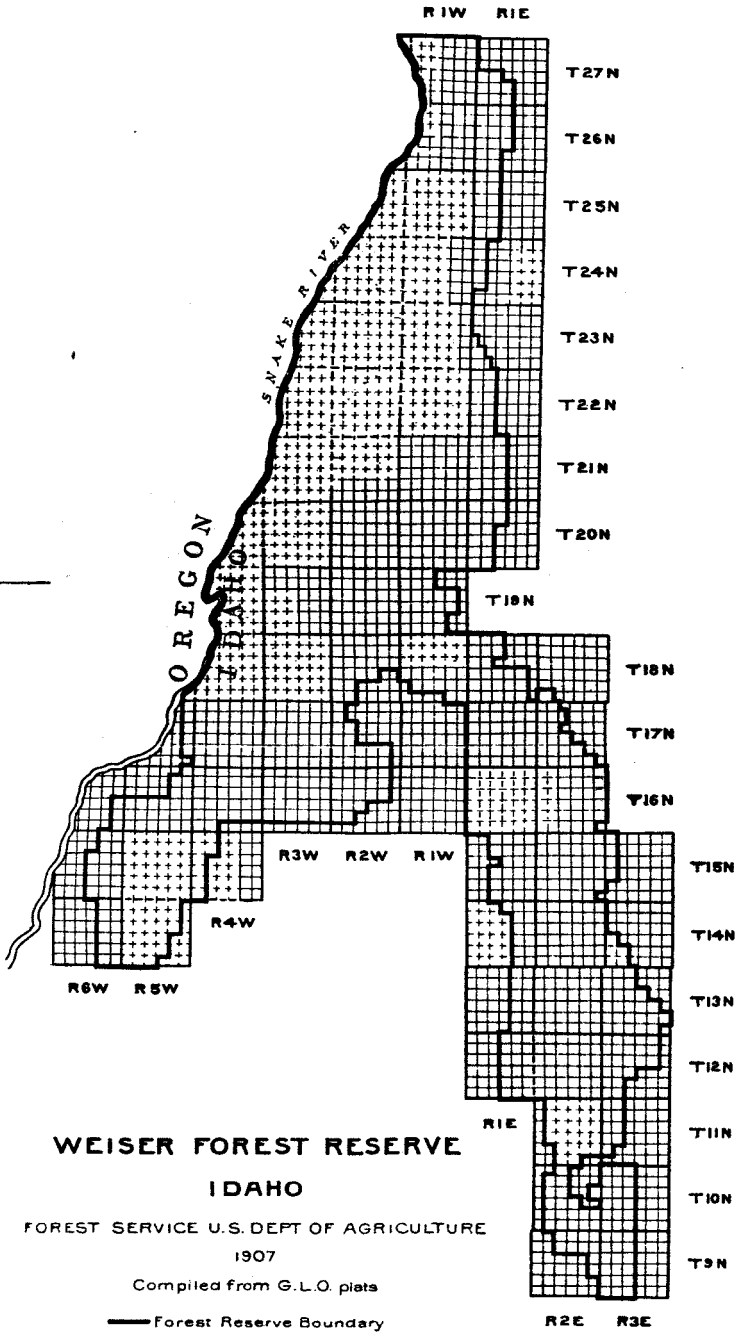 R1W R1E
T27N
T26N
T25N
T24N
SNAKE RIVER
T23N
T22N
T21N
T20N
OREGON
IDAHO
T19N
T18N
T17N
T16N
R3W R2W R1W
T15N
R4W
T14N
R6W R5W
T13N
T12N
R1E
T11N
WEISER FOREST RESERVE
IDAHO
T10N
FOREST SERVICE U.S. DEPT OF AGRICULTURE
1907
T9N
Compiled from G.L.O. plats
Forest Reserve Boundary
R2E R3E